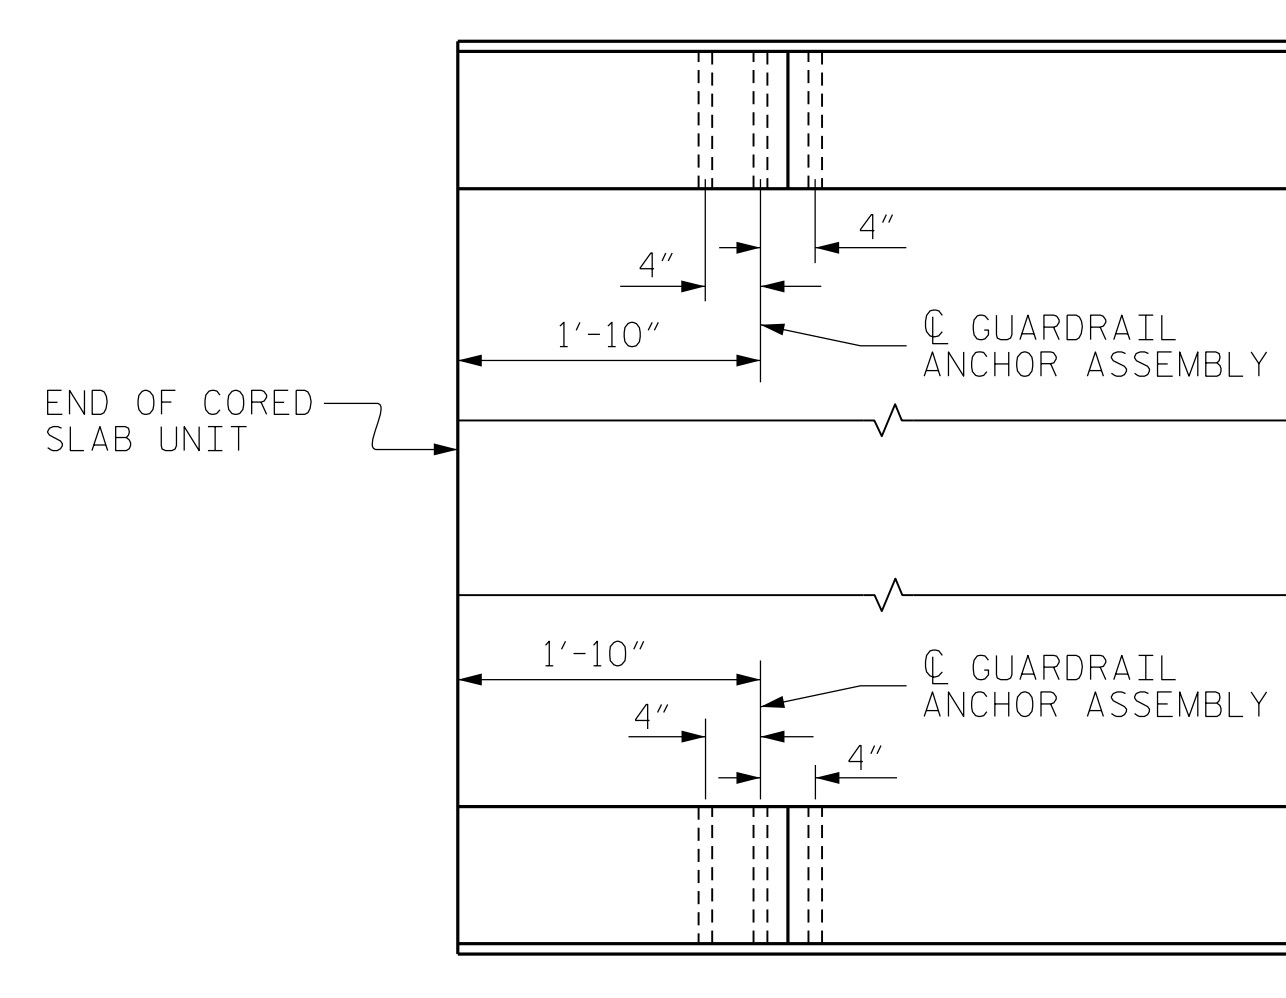 4"
4"
1'-10"
℄ GUARDRAIL
ANCHOR ASSEMBLY
END OF CORED
SLAB UNIT
1'-10"
℄ GUARDRAIL
ANCHOR ASSEMBLY
4"
4"